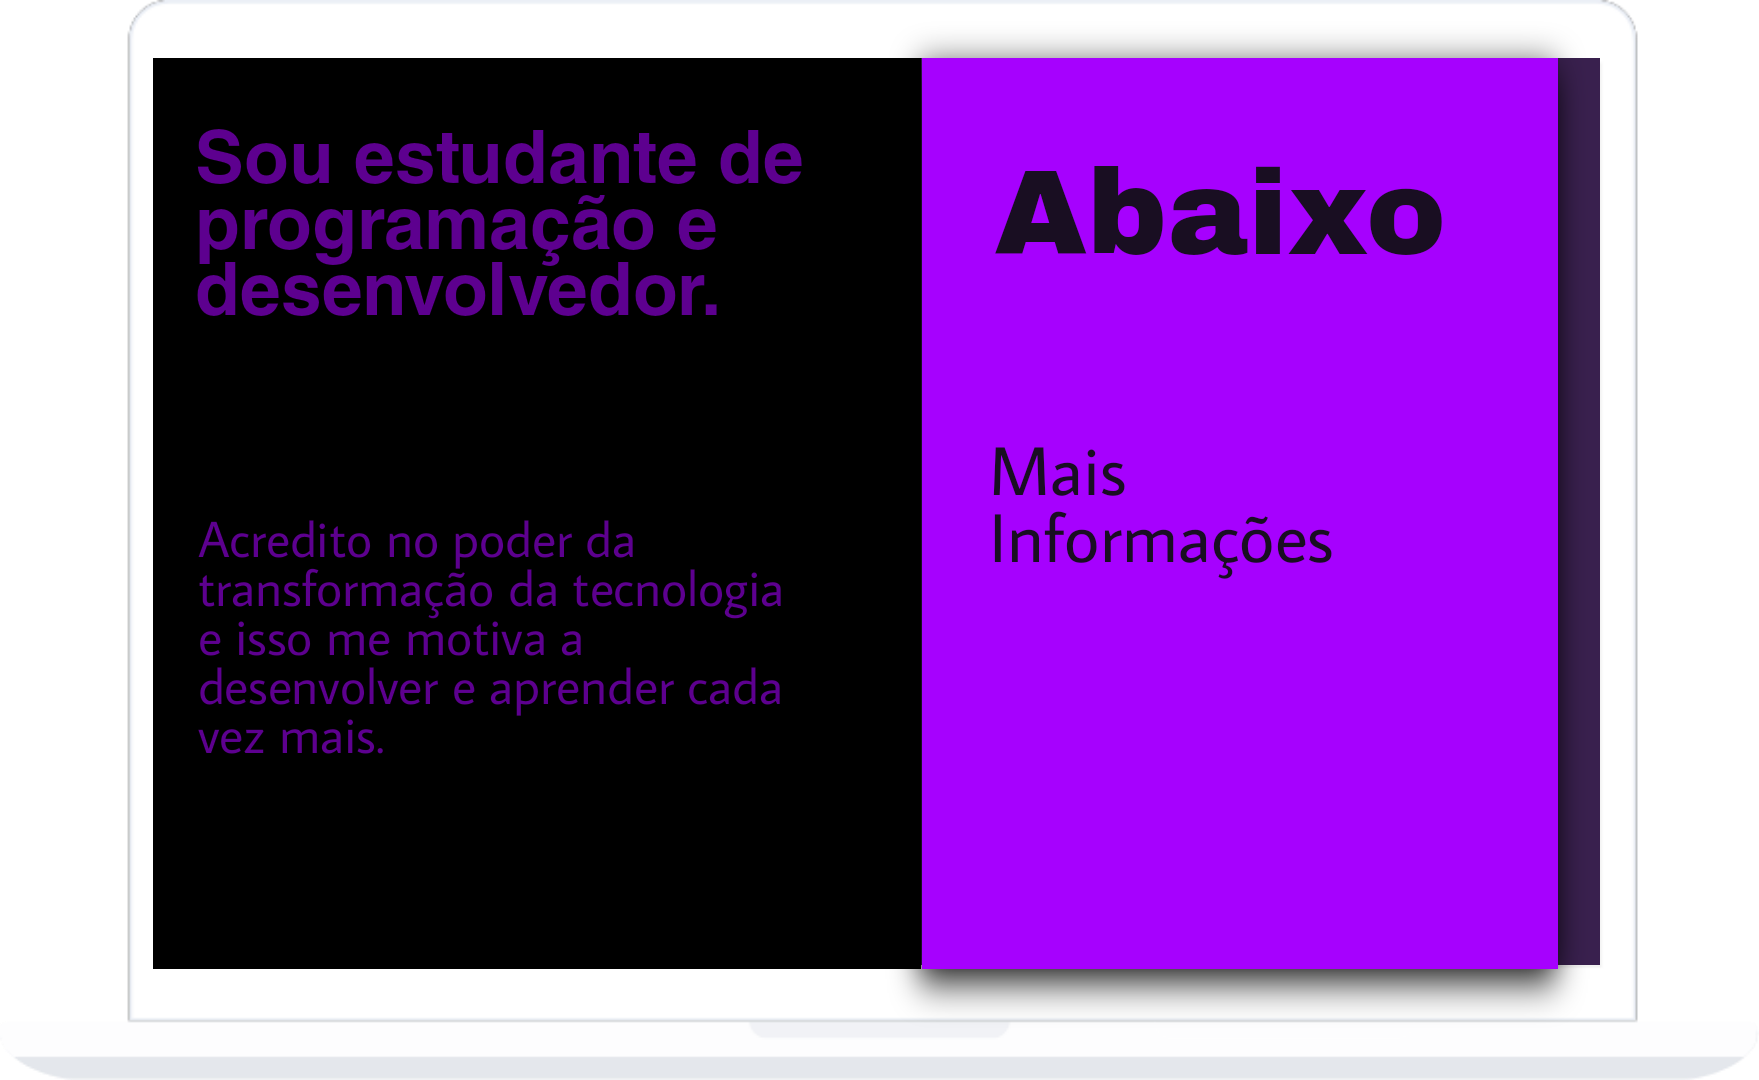 Sou estudante de
programação e
desenvolvedor.
Acredito no poder da
transformação da tecnologia
e isso me motiva a
desenvolver e aprender cada
vez mais.
Abaixo
Mais
Informações